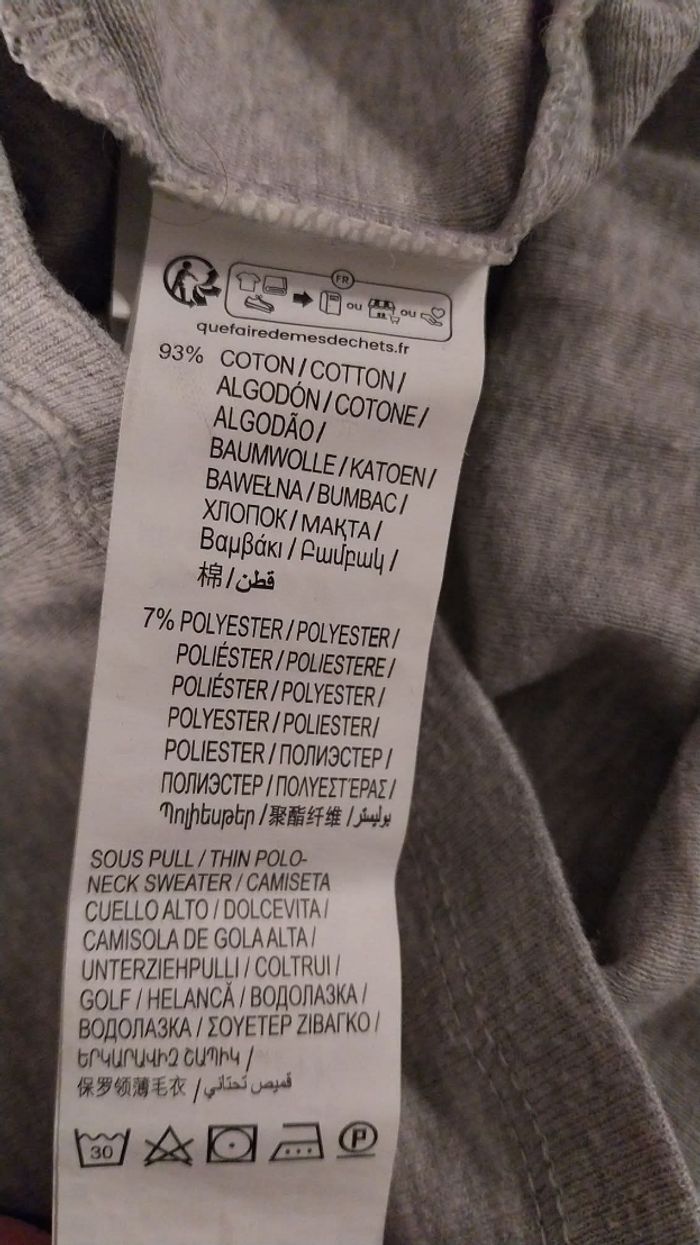 FR
ou ou
quefairedemesdechets.fr
93% COTON / COTTON /
ALGODÓN / COTONE /
ALGODÃO /
BAUMWOLLE / KATOEN /
BAWEŁNA / BUMBAC /
ХЛОПОК / МАҚТА /
Βαμβάκι / Բամբակ /
棉 / قطن
7% POLYESTER / POLYESTER /
POLIÉSTER / POLIESTERE /
POLIÉSTER / POLYESTER /
POLYESTER / POLIESTER /
POLIESTER / ПОЛИЭСТЕР /
ПОЛИЭСТЕР / ΠΟΛΥΕΣΤΈΡΑΣ /
Պոլիեսթեր / 聚酯纤维 / بوليستر
SOUS PULL / THIN POLO-
NECK SWEATER / CAMISETA
CUELLO ALTO / DOLCEVITA /
CAMISOLA DE GOLA ALTA /
UNTERZIEHPULLI / COLTRUI /
GOLF / HELANCĂ / ВОДОЛАЗКА /
ВОДОЛАЗКА / ΣΟΥΕΤΕΡ ΖΙΒΑΓΚΟ /
ԵՐԿԱՐԱՎԻԶ ՇԱՊԻԿ /
保罗领薄毛衣 / قميص تحتاني
30 P